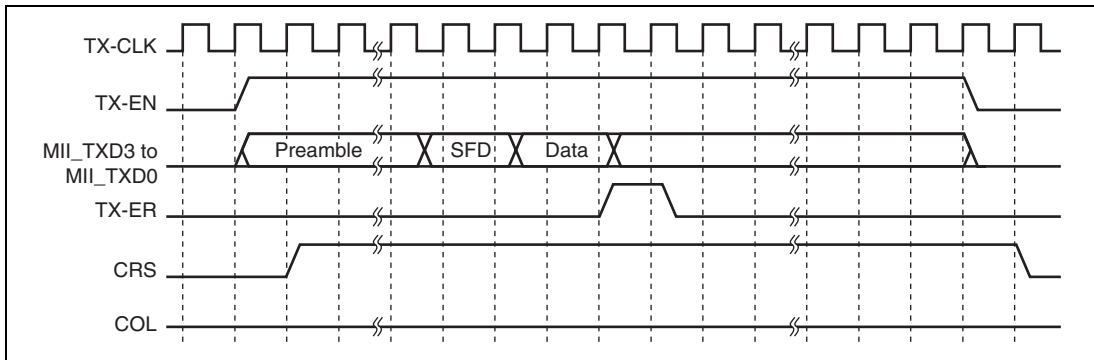 TX-CLK
TX-EN
MII_TXD3 to
MII_TXD0
Preamble
SFD
Data
TX-ER
CRS
COL